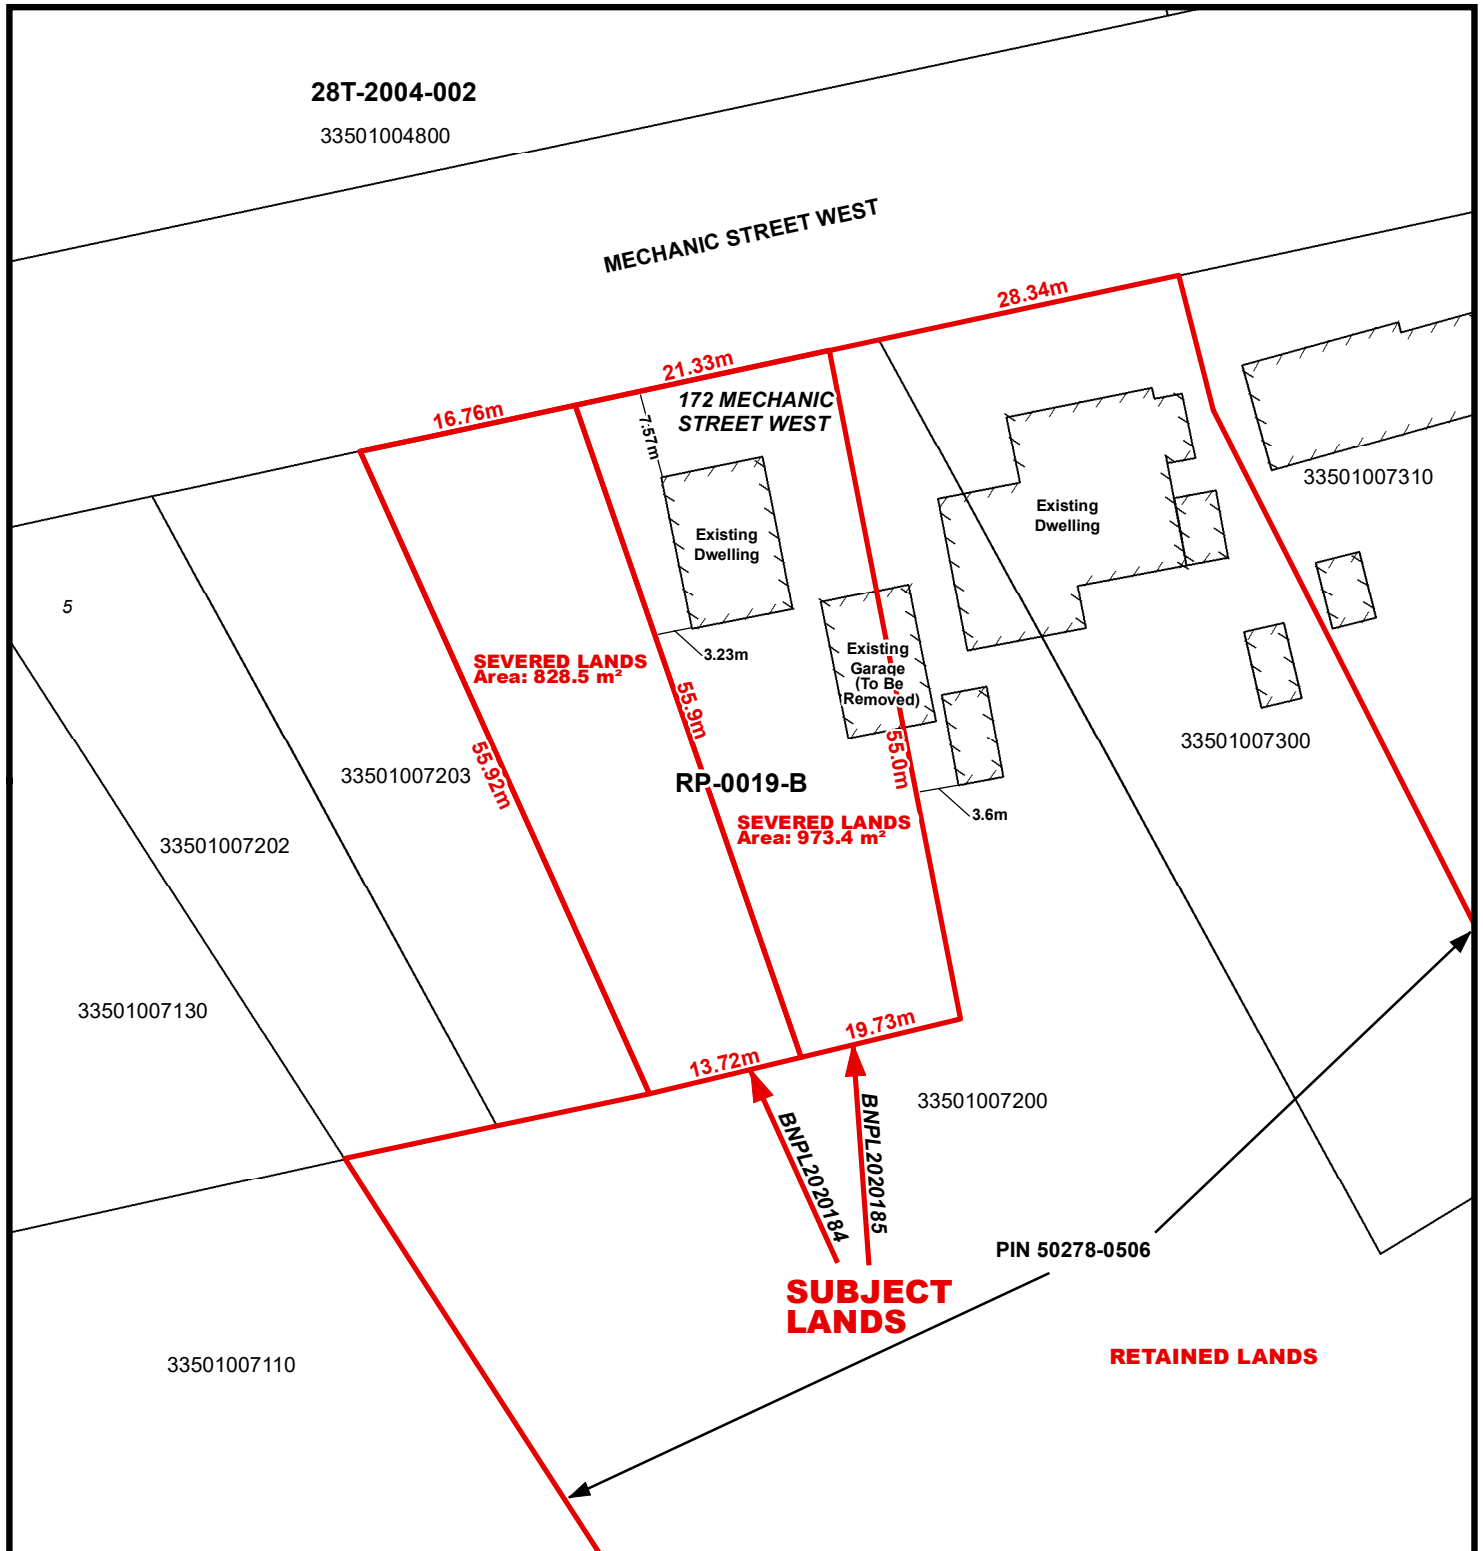 28T-2004-002
33501004800
MECHANIC STREET WEST
28.34m
21.33m
16.76m
172 MECHANIC
STREET WEST
7.57m
33501007310
Existing
Dwelling
Existing
Dwelling
5
3.23m
Existing
Garage
(To Be
Removed)
SEVERED LANDS
Area: 828.5 m²
55.9m
55.0m
33501007300
55.92m
33501007203
RP-0019-B
3.6m
SEVERED LANDS
Area: 973.4 m²
33501007202
33501007130
19.73m
13.72m
33501007200
BNPL2020184
BNPL2020185
PIN 50278-0506
SUBJECT
LANDS
RETAINED LANDS
33501007110